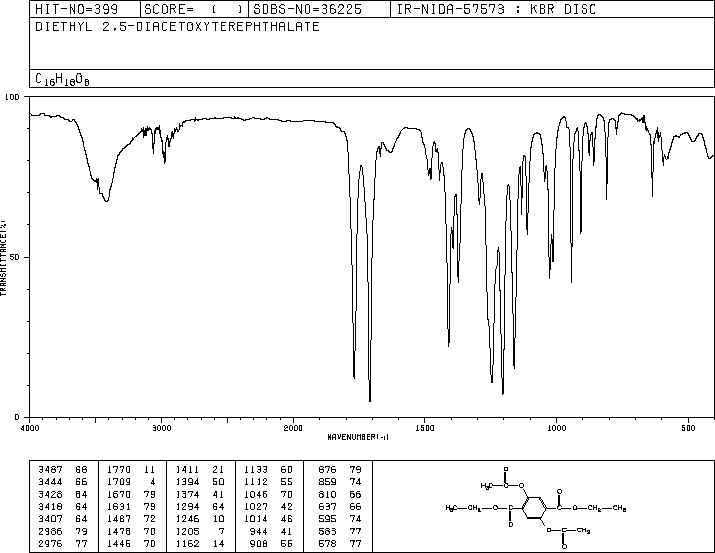 HIT-NO=399 SCORE= ( ) SDBS-NO=36225 IR-NIDA-57573 : KBR DISC
DIETHYL 2,5-DIACETOXYTEREPHTHALATE
C16H18O8
100
50
0
TRANSMITTANCE(%)
4000 3000 2000 1500 1000 500
WAVENUMBER(-1)
3487 68 1770 11 1411 21 1133 60 876 79
3444 66 1709 4 1394 50 1112 55 859 74
3428 64 1670 79 1374 41 1046 70 810 66
3418 64 1631 79 1294 64 1027 42 637 66
3407 64 1487 72 1246 10 1014 46 595 74
2986 79 1478 70 1205 7 944 41 583 77
2976 77 1446 70 1162 14 908 55 578 77